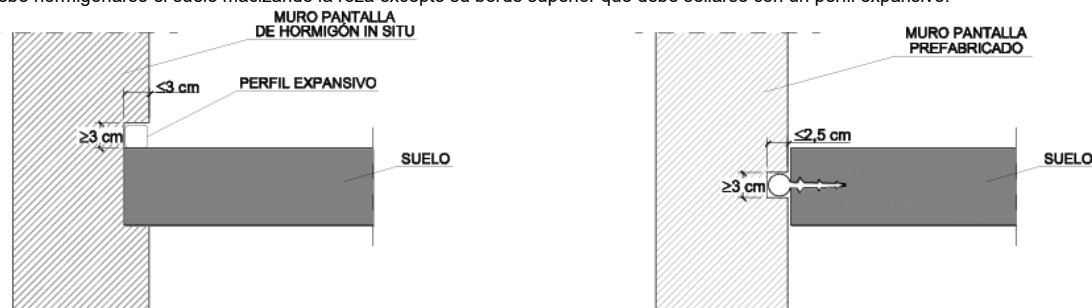 debe hormigonarse el suelo macizando la roza excepto su borde superior que debe sellarse con un perfil expansivo.
MURO PANTALLA
DE HORMIGÓN IN SITU
≤3 cm
PERFIL EXPANSIVO
≥3 cm
SUELO
MURO PANTALLA
PREFABRICADO
≤2,5 cm
≥3 cm
SUELO